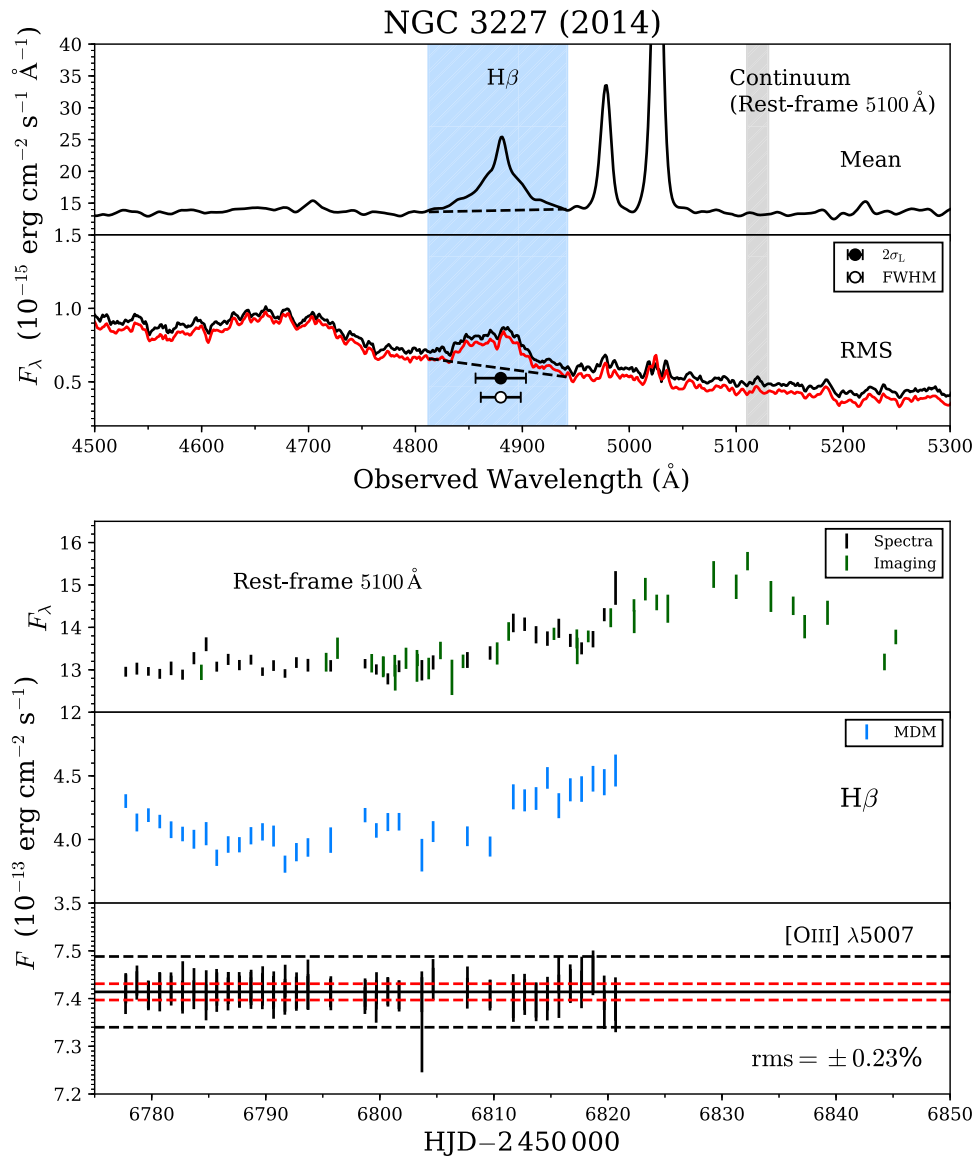 NGC 3227 (2014)
40
35
30
25
20
15
Hβ
Continuum
(Rest-frame 5100 Å)
Mean
1.5
1.0
0.5
2σL
FWHM
RMS
Fλ (10⁻¹⁵ erg cm⁻² s⁻¹ Å⁻¹)
4500 4600 4700 4800 4900 5000 5100 5200 5300
Observed Wavelength (Å)
16
15
14
13
12
Fλ
Rest-frame 5100 Å
Spectra
Imaging
4.5
4.0
3.5
MDM
Hβ
F (10⁻¹³ erg cm⁻² s⁻¹)
7.5
7.4
7.3
7.2
[OIII] λ5007
rms = ±0.23%
6780 6790 6800 6810 6820 6830 6840 6850
HJD−2 450 000